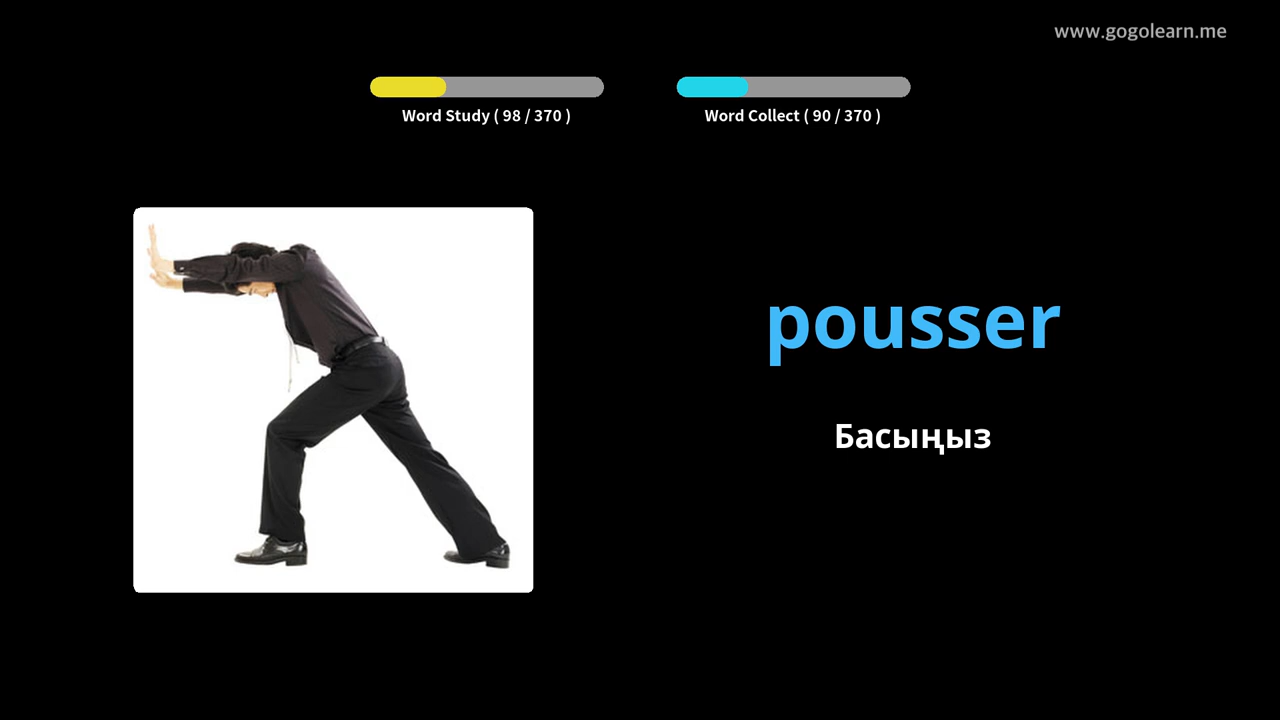 www.gogolearn.me
Word Study ( 98 / 370 )
Word Collect ( 90 / 370 )
pousser
Басыңыз